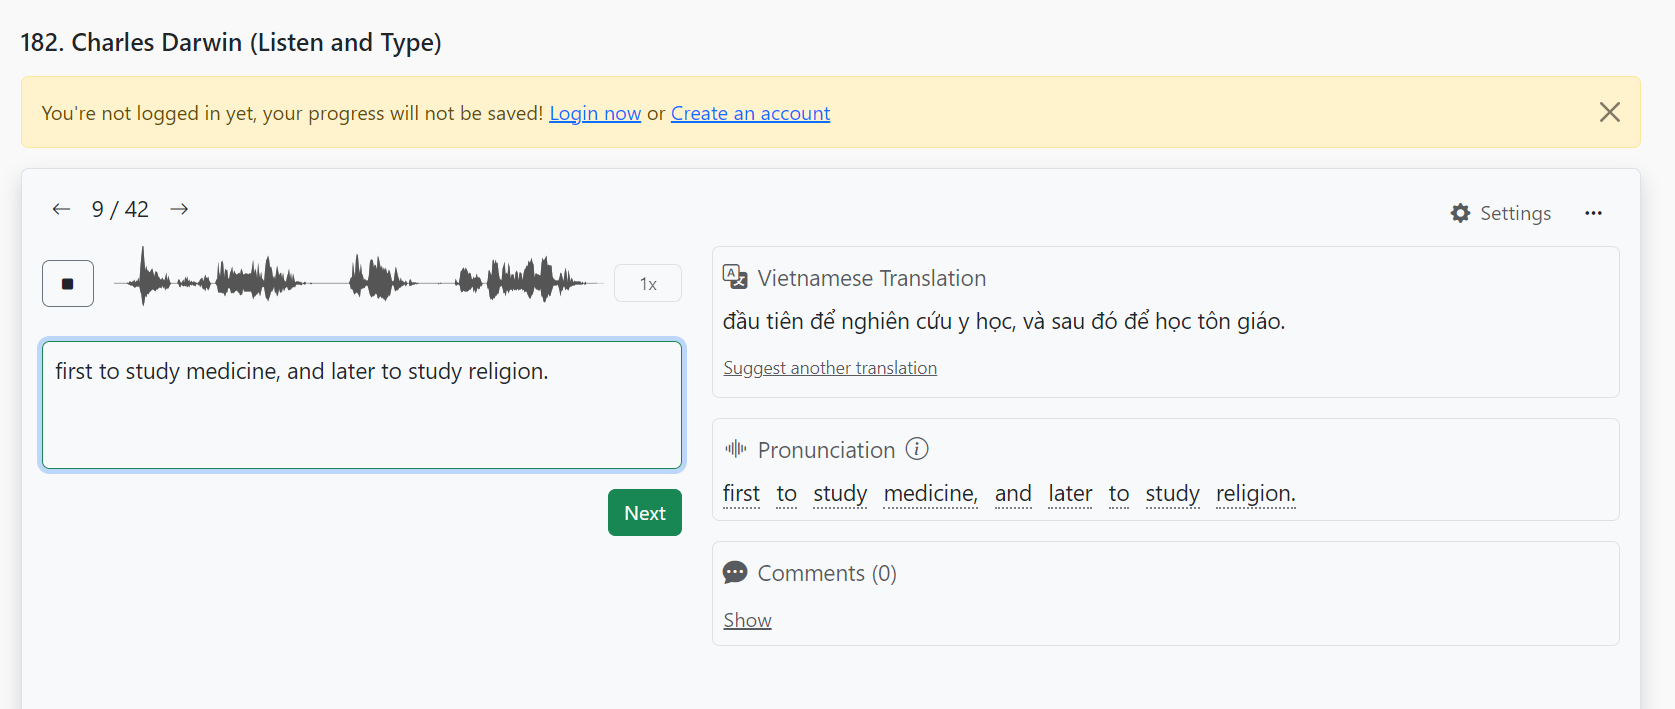 182. Charles Darwin (Listen and Type)
You're not logged in yet, your progress will not be saved! Login now or Create an account
9 / 42
Settings
1x
first to study medicine, and later to study religion.
Next
Vietnamese Translation
đầu tiên để nghiên cứu y học, và sau đó để học tôn giáo.
Suggest another translation
Pronunciation
first to study medicine, and later to study religion.
Comments (0)
Show